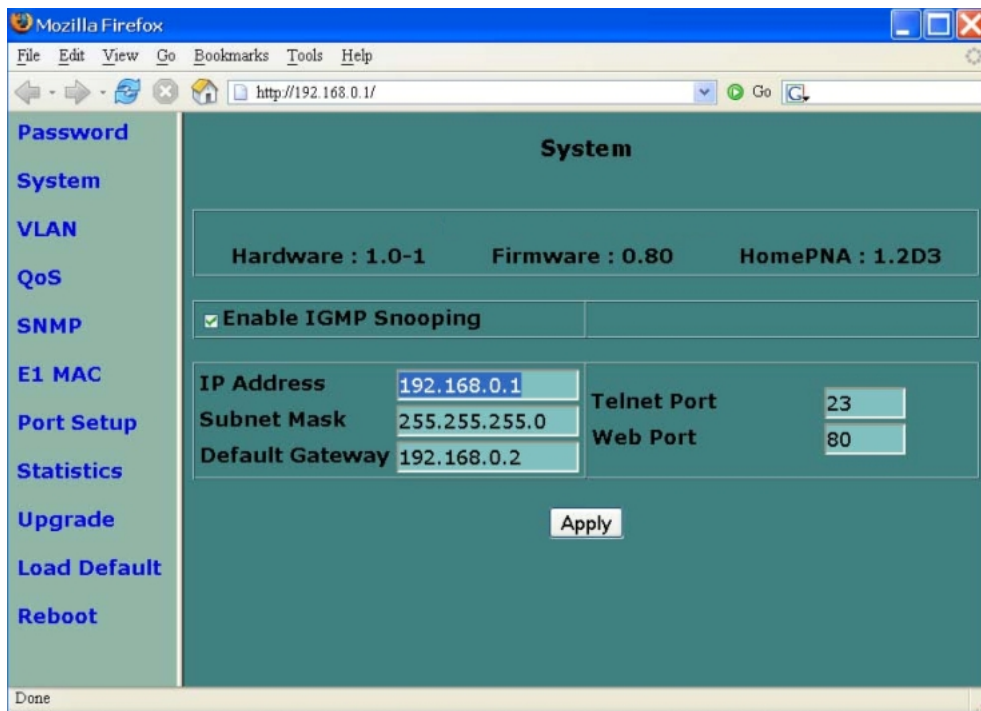 Mozilla Firefox
File Edit View Go Bookmarks Tools Help
http://192.168.0.1/ Go G
Password
System
VLAN
QoS
SNMP
E1 MAC
Port Setup
Statistics
Upgrade
Load Default
Reboot
System
Hardware : 1.0-1 Firmware : 0.80 HomePNA : 1.2D3
Enable IGMP Snooping
IP Address 192.168.0.1
Subnet Mask 255.255.255.0
Default Gateway 192.168.0.2
Telnet Port 23
Web Port 80
Apply
Done